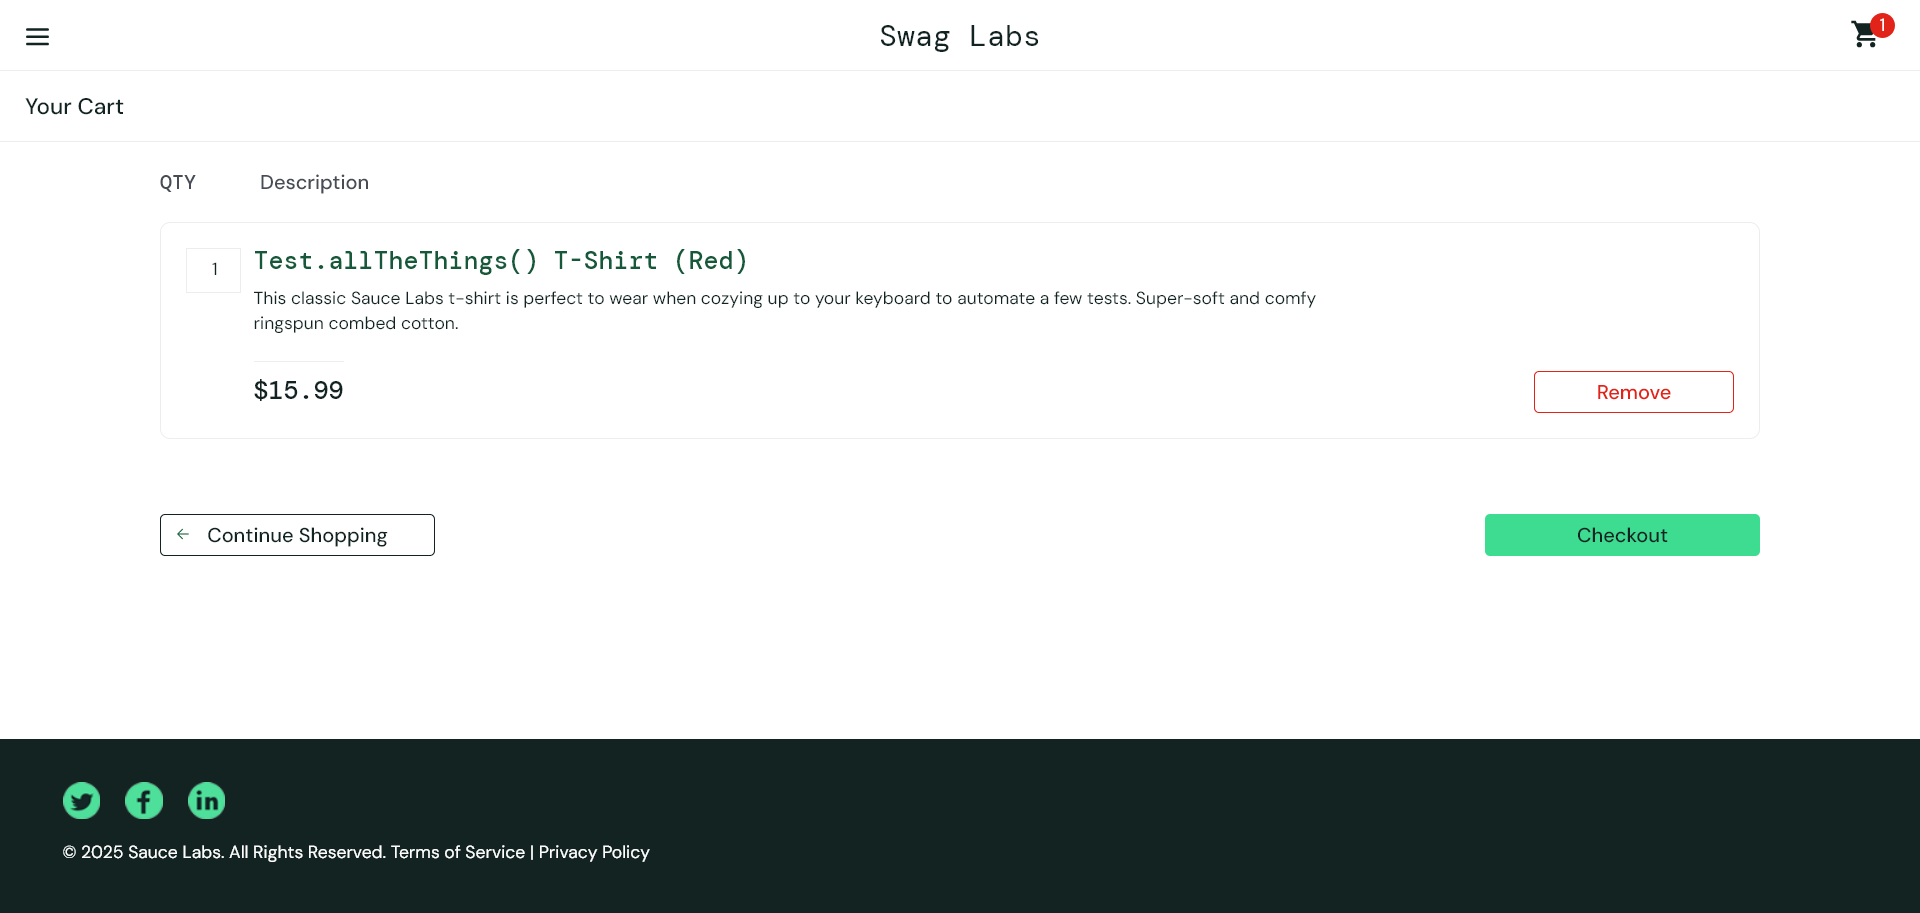 Swag Labs
1
Your Cart
QTY Description
1
Test.allTheThings() T-Shirt (Red)
This classic Sauce Labs t-shirt is perfect to wear when cozying up to your keyboard to automate a few tests. Super-soft and comfy
ringspun combed cotton.
$15.99
Remove
Continue Shopping
Checkout
© 2025 Sauce Labs. All Rights Reserved. Terms of Service | Privacy Policy